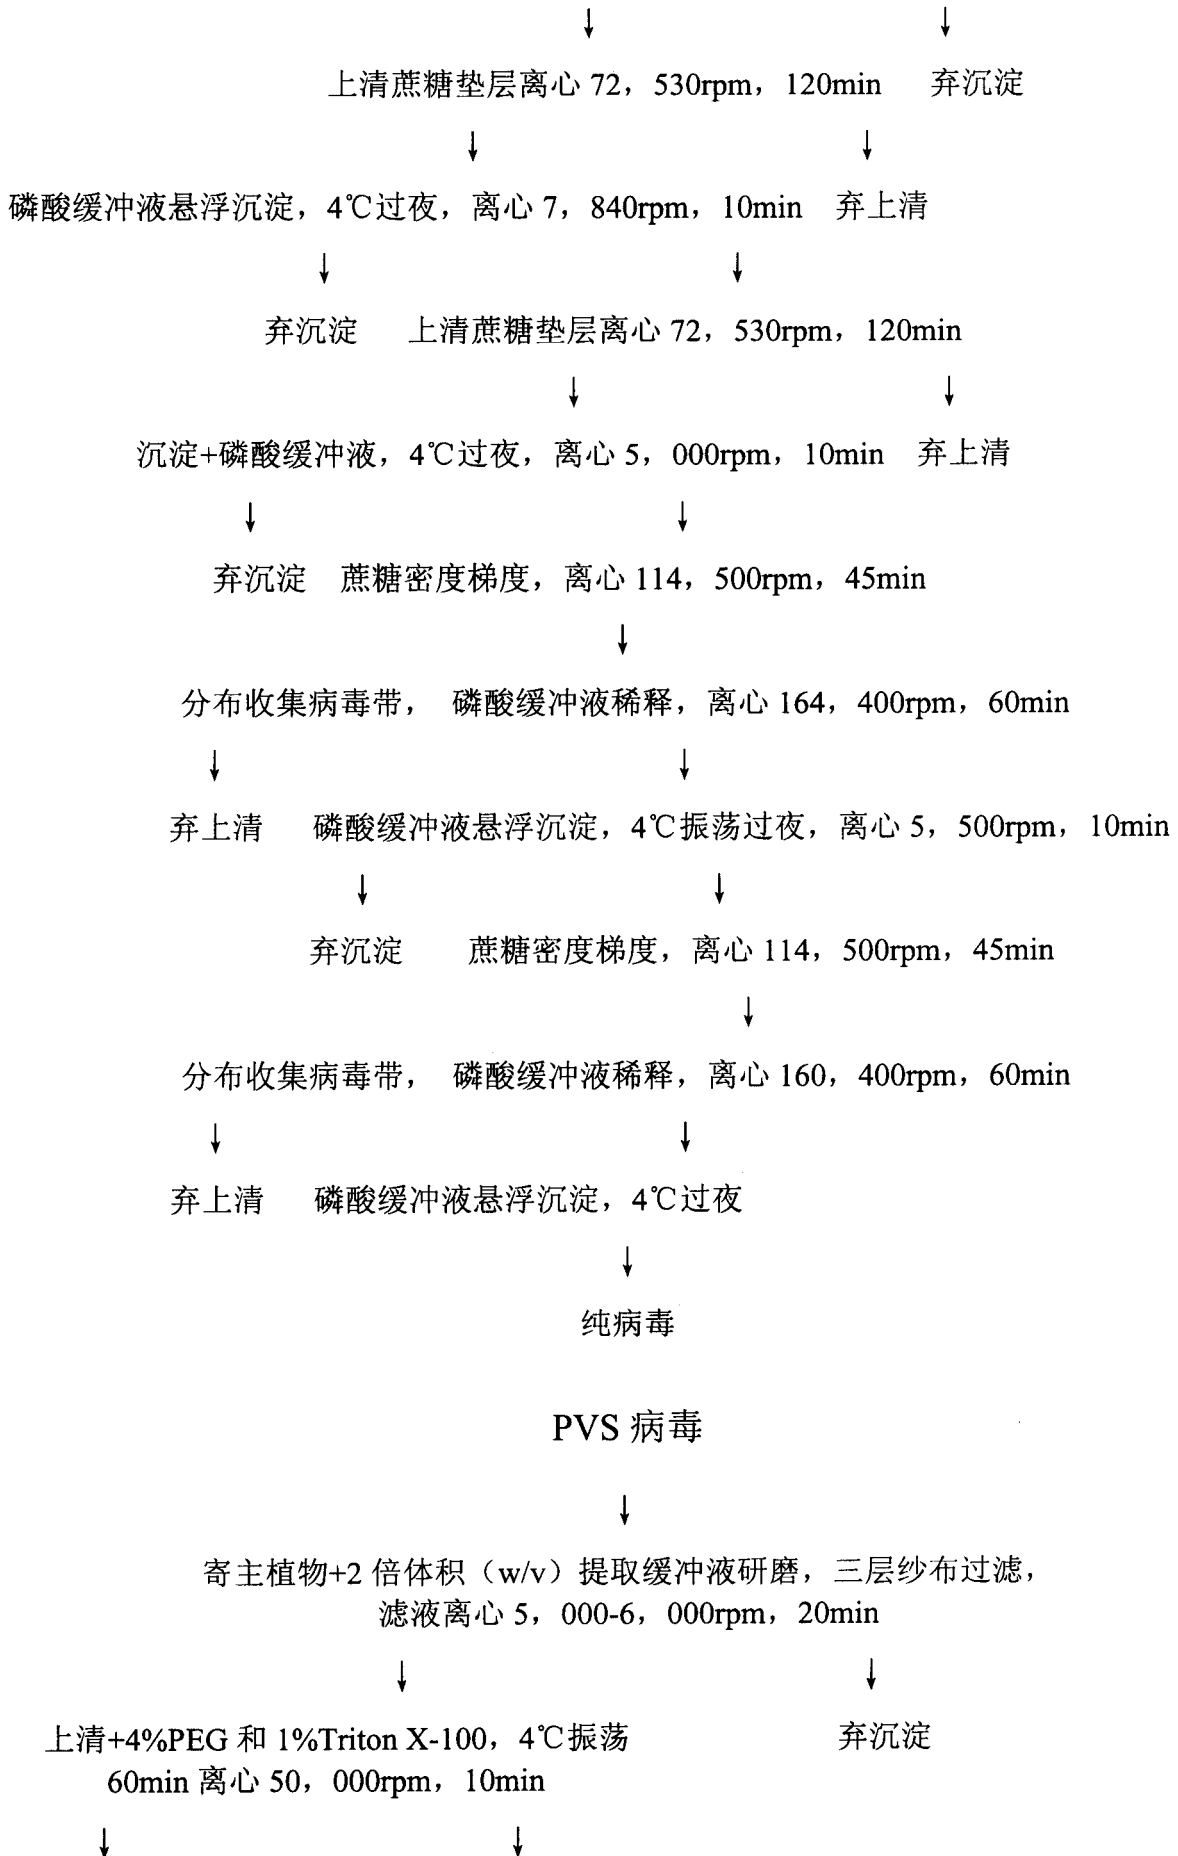 ↓ ↓
上清蔗糖垫层离心 72，530rpm，120min 弃沉淀
↓ ↓
磷酸缓冲液悬浮沉淀，4℃过夜，离心 7，840rpm，10min 弃上清
↓ ↓
弃沉淀 上清蔗糖垫层离心 72，530rpm，120min
↓ ↓
沉淀+磷酸缓冲液，4℃过夜，离心 5，000rpm，10min 弃上清
↓ ↓
弃沉淀 蔗糖密度梯度，离心 114，500rpm，45min
↓
分布收集病毒带， 磷酸缓冲液稀释，离心 164，400rpm，60min
↓ ↓
弃上清 磷酸缓冲液悬浮沉淀，4℃振荡过夜，离心 5，500rpm，10min
↓ ↓
弃沉淀 蔗糖密度梯度，离心 114，500rpm，45min
↓
分布收集病毒带， 磷酸缓冲液稀释，离心 160，400rpm，60min
↓ ↓
弃上清 磷酸缓冲液悬浮沉淀，4℃过夜
↓
纯病毒
PVS 病毒
↓
寄主植物+2 倍体积（w/v）提取缓冲液研磨，三层纱布过滤，
滤液离心 5，000-6，000rpm，20min
↓ ↓
上清+4%PEG 和 1%Triton X-100，4℃振荡 弃沉淀
60min 离心 50，000rpm，10min
↓ ↓